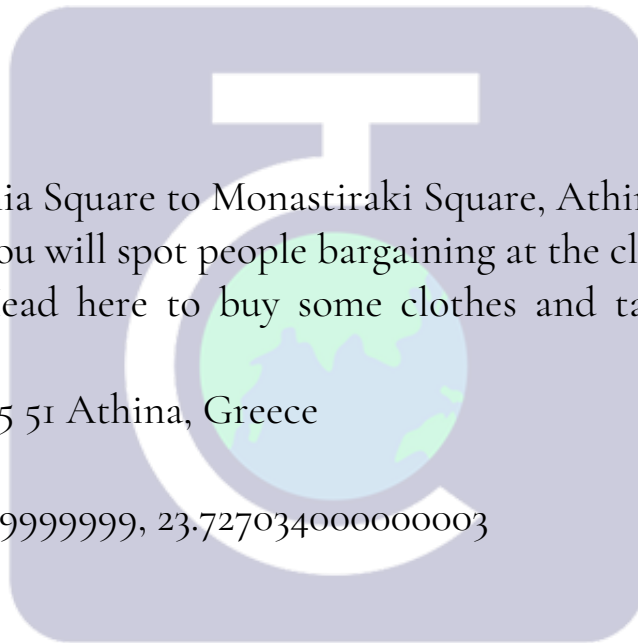 nia Square to Monastiraki Square, Athin
ou will spot people bargaining at the cl
ead here to buy some clothes and ta
5 51 Athina, Greece
9999999, 23.727034000000003